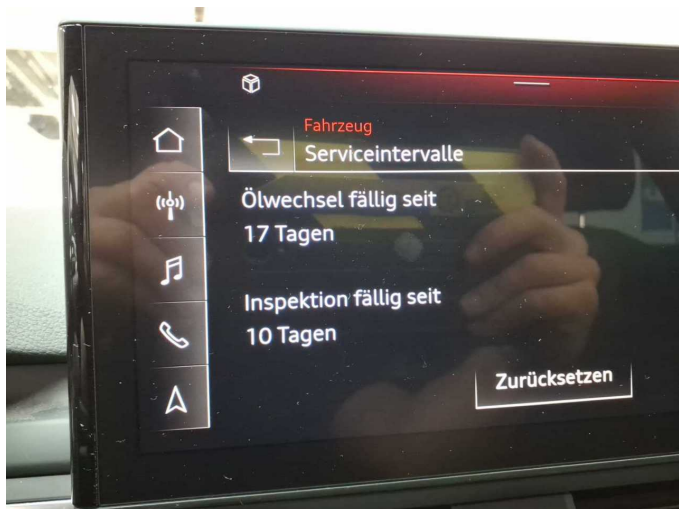 Fahrzeug
Serviceintervalle
Ölwechsel fällig seit
17 Tagen
Inspektion fällig seit
10 Tagen
Zurücksetzen